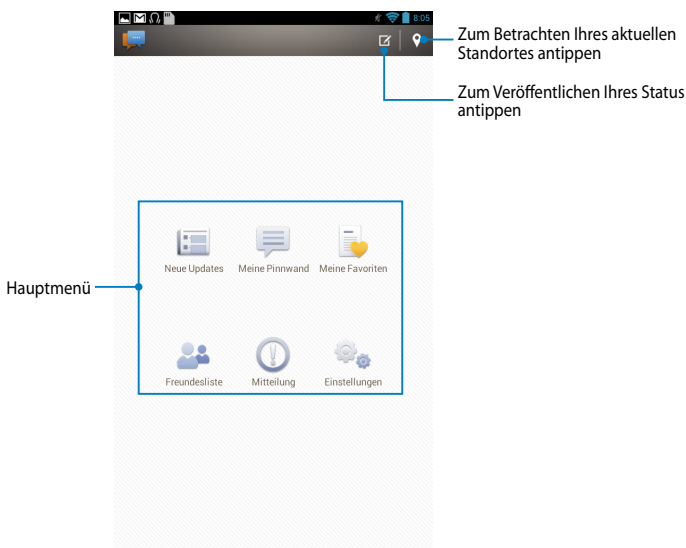 8:05
Zum Betrachten Ihres aktuellen
Standortes antippen
Zum Veröffentlichen Ihres Status
antippen
Neue Updates
Meine Pinnwand
Meine Favoriten
Hauptmenü
Freundesliste
Mitteilung
Einstellungen